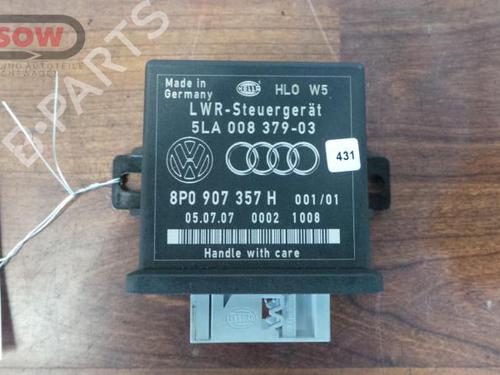 SOW
B-PARTS
Made in
Germany
HELLA
HLO W5
LWR-Steuergerät
5LA 008 379-03
431
8P0 907 357 H 001/01
05.07.07 0002 1008
Handle with care